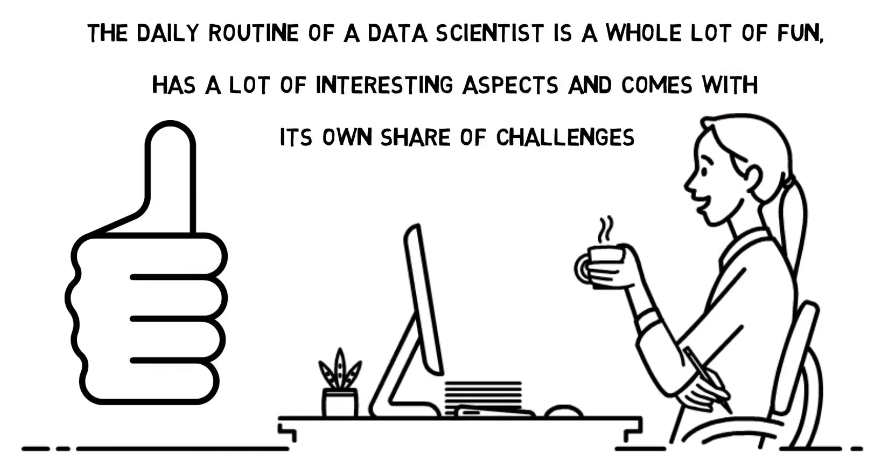 THE DAILY ROUTINE OF A DATA SCIENTIST IS A WHOLE LOT OF FUN,
HAS A LOT OF INTERESTING ASPECTS AND COMES WITH
ITS OWN SHARE OF CHALLENGES